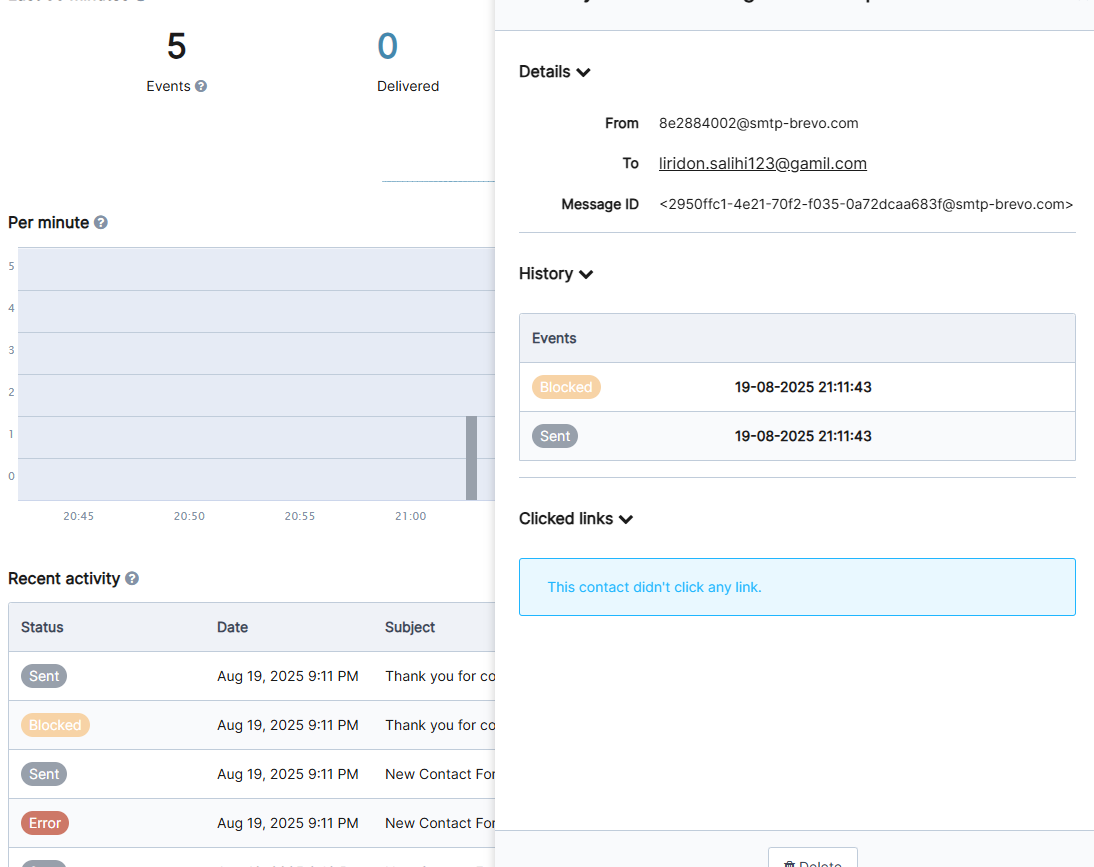 5
0
Events
Delivered
Per minute
5
4
3
2
1
0
20:45
20:50
20:55
21:00
Recent activity
Status Date Subject
Sent Aug 19, 2025 9:11 PM Thank you for co
Blocked Aug 19, 2025 9:11 PM Thank you for co
Sent Aug 19, 2025 9:11 PM New Contact For
Error Aug 19, 2025 9:11 PM New Contact For
Details
From 8e2884002@smtp-brevo.com
To liridon.salihi123@gamil.com
Message ID <2950ffc1-4e21-70f2-f035-0a72dcaa683f@smtp-brevo.com>
History
Events
Blocked 19-08-2025 21:11:43
Sent 19-08-2025 21:11:43
Clicked links
This contact didn't click any link.
Delete